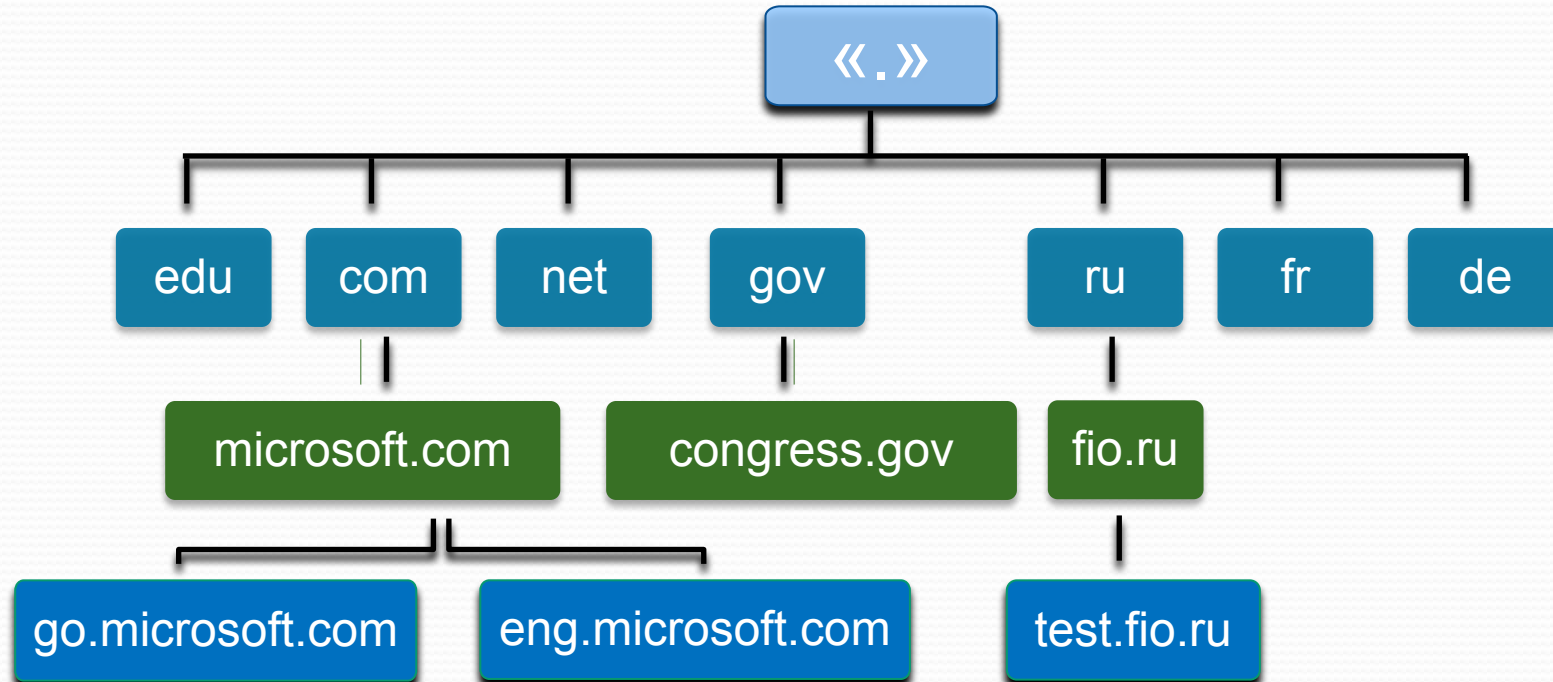 «.»
edu com net gov ru fr de
microsoft.com congress.gov fio.ru
go.microsoft.com eng.microsoft.com test.fio.ru